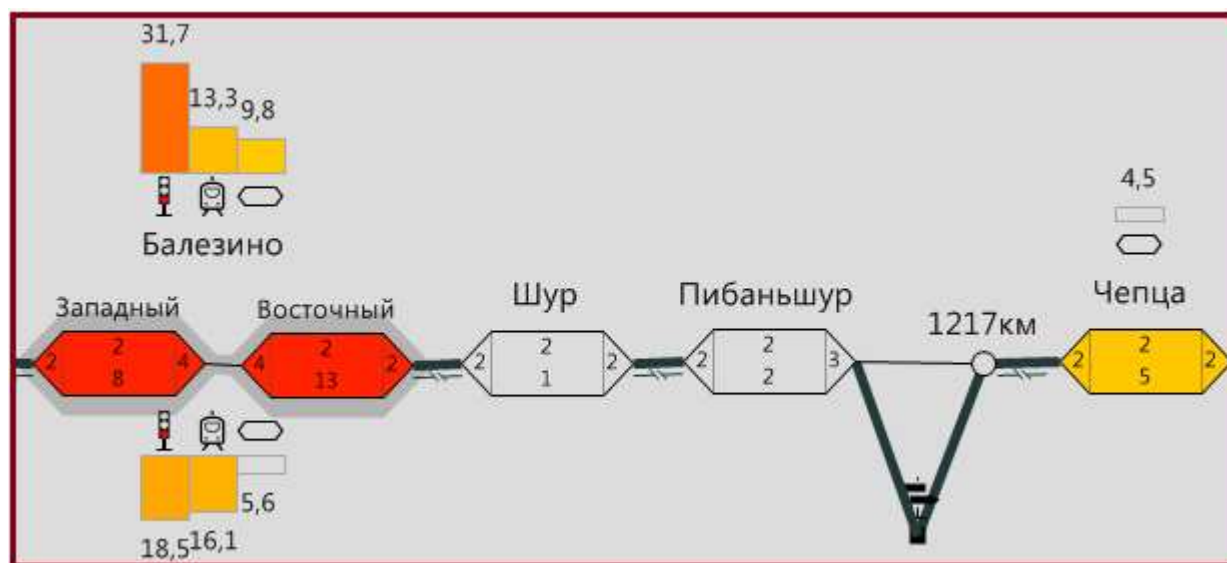 31,7
13,3
9,8
Балезино
4,5
Западный
Восточный
Шур
Пибаньшур
1217км
Чепца
2 2 4
8
4 2 2
13
2 2 2
1
2 2 3
2
2 2 2
5
5,6
18,5 16,1